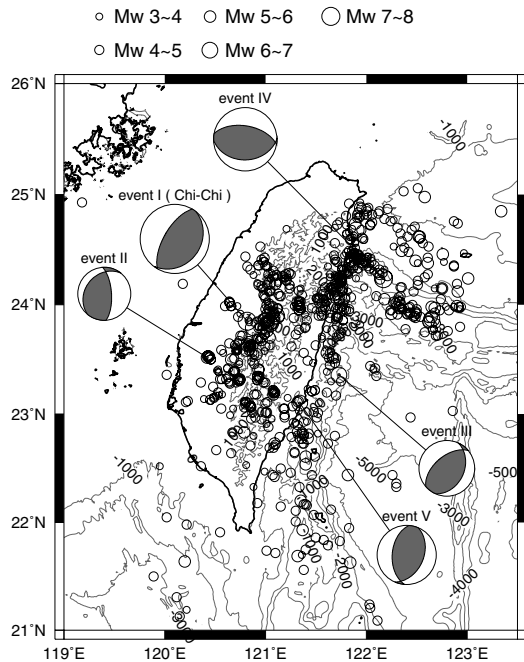 Mw 3~4 Mw 5~6 Mw 7~8
Mw 4~5 Mw 6~7
26˚N
event IV
-1000
25˚N
event I ( Chi-Chi )
1000
event II
24˚N
1000
23˚N
event III
-1000
-5000
-500
event V
-3000
22˚N
-2000
-4000
21˚N
119˚E 120˚E 121˚E 122˚E 123˚E